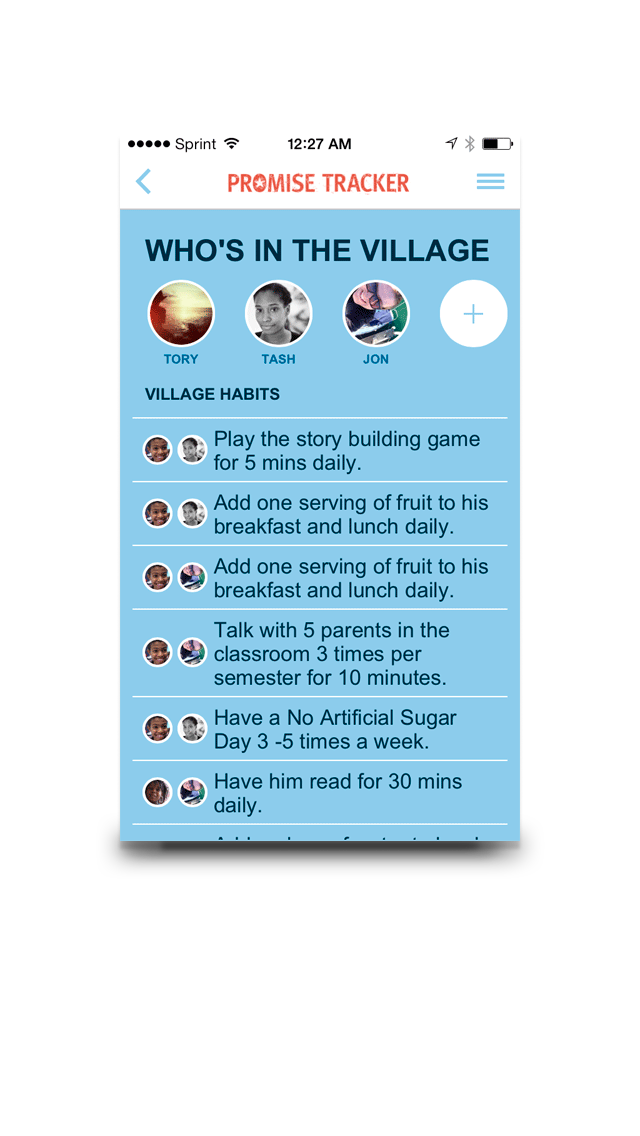 Sprint 12:27 AM
PROMISE TRACKER
WHO'S IN THE VILLAGE
TORY TASH JON
VILLAGE HABITS
Play the story building game
for 5 mins daily.
Add one serving of fruit to his
breakfast and lunch daily.
Add one serving of fruit to his
breakfast and lunch daily.
Talk with 5 parents in the
classroom 3 times per
semester for 10 minutes.
Have a No Artificial Sugar
Day 3 -5 times a week.
Have him read for 30 mins
daily.